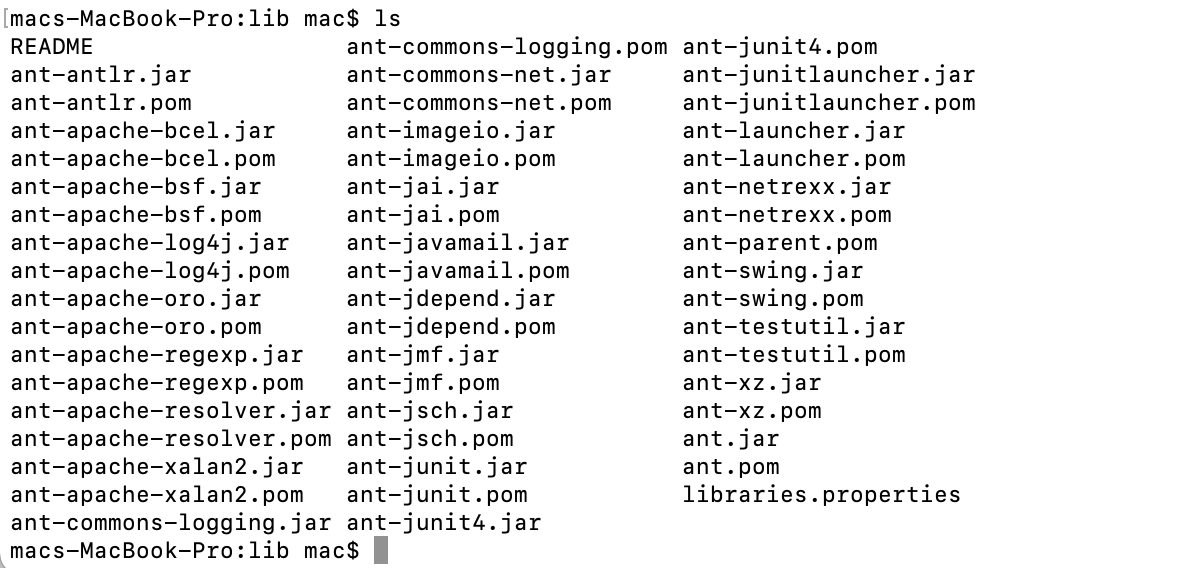 macs-MacBook-Pro:lib mac$ ls
README ant-commons-logging.pom ant-junit4.pom
ant-antlr.jar ant-commons-net.jar ant-junitlauncher.jar
ant-antlr.pom ant-commons-net.pom ant-junitlauncher.pom
ant-apache-bcel.jar ant-imageio.jar ant-launcher.jar
ant-apache-bcel.pom ant-imageio.pom ant-launcher.pom
ant-apache-bsf.jar ant-jai.jar ant-netrexx.jar
ant-apache-bsf.pom ant-jai.pom ant-netrexx.pom
ant-apache-log4j.jar ant-javamail.jar ant-parent.pom
ant-apache-log4j.pom ant-javamail.pom ant-swing.jar
ant-apache-oro.jar ant-jdepend.jar ant-swing.pom
ant-apache-oro.pom ant-jdepend.pom ant-testutil.jar
ant-apache-regexp.jar ant-jmf.jar ant-testutil.pom
ant-apache-regexp.pom ant-jmf.pom ant-xz.jar
ant-apache-resolver.jar ant-jsch.jar ant-xz.pom
ant-apache-resolver.pom ant-jsch.pom ant.jar
ant-apache-xalan2.jar ant-junit.jar ant.pom
ant-apache-xalan2.pom ant-junit.pom libraries.properties
ant-commons-logging.jar ant-junit4.jar
macs-MacBook-Pro:lib mac$